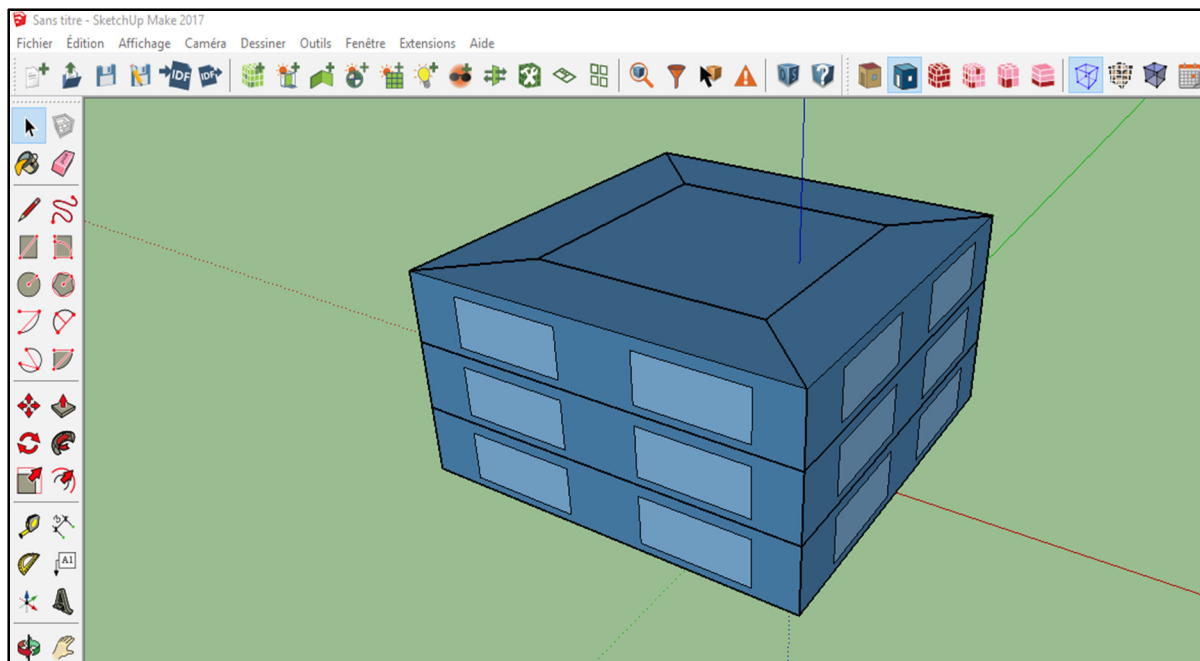 Sans titre - SketchUp Make 2017
Fichier Édition Affichage Caméra Dessiner Outils Fenêtre Extensions Aide
IDF IDF
A1